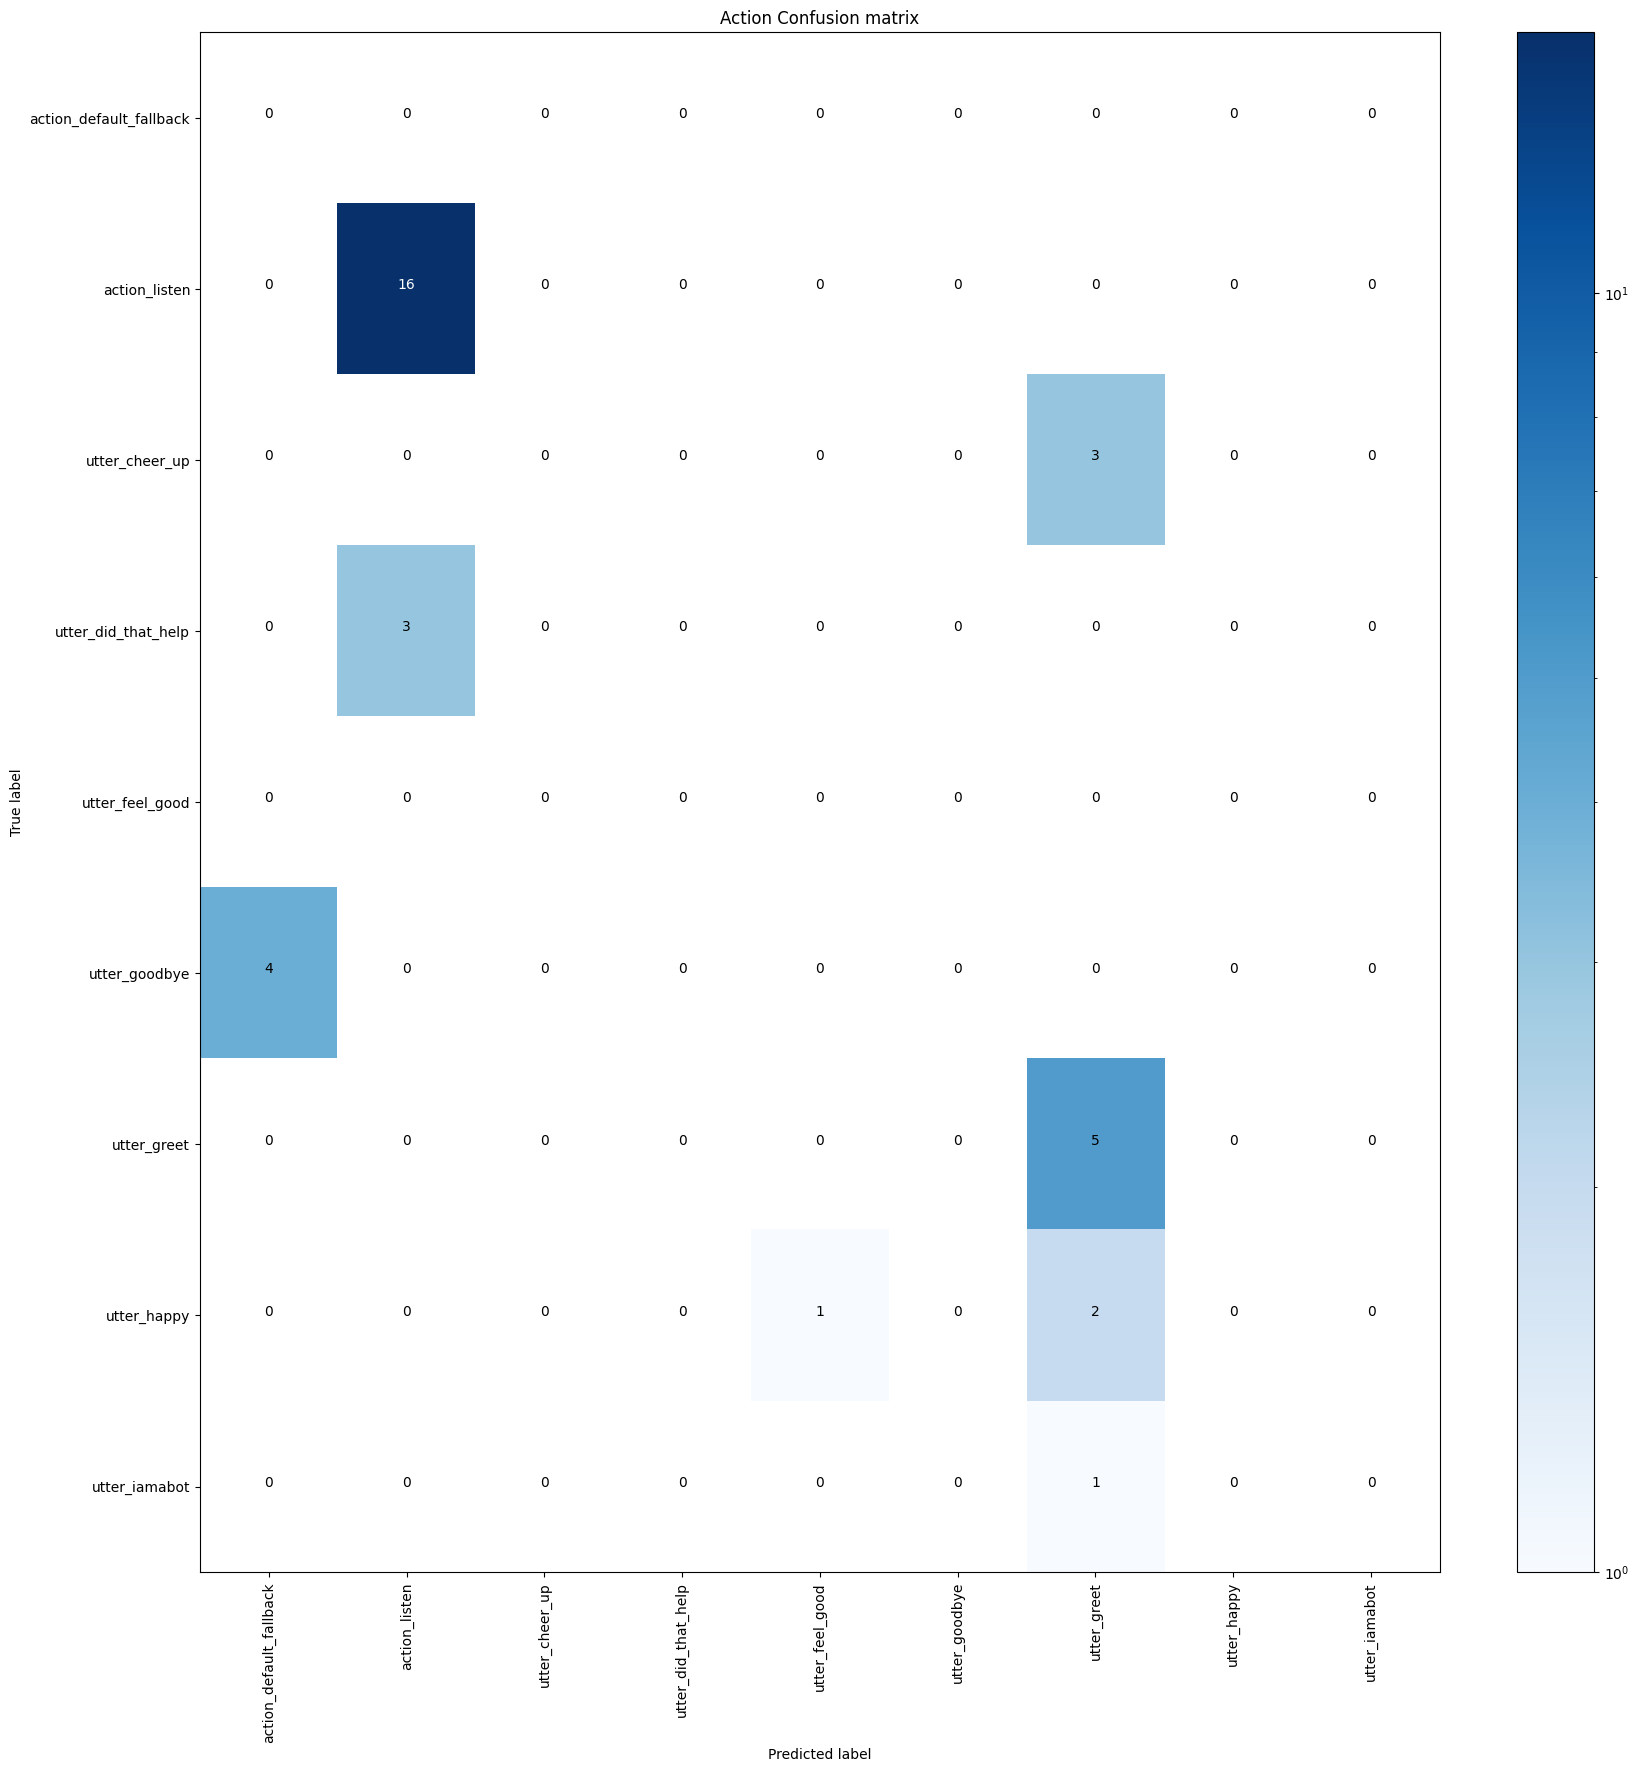 Action Confusion matrix
action_default_fallback 0 0 0 0 0 0 0 0 0
action_listen 0 16 0 0 0 0 0 0 0
utter_cheer_up 0 0 0 0 0 0 3 0 0
utter_did_that_help 0 3 0 0 0 0 0 0 0
utter_feel_good 0 0 0 0 0 0 0 0 0
utter_goodbye 4 0 0 0 0 0 0 0 0
utter_greet 0 0 0 0 0 0 5 0 0
utter_happy 0 0 0 0 1 0 2 0 0
utter_iamabot 0 0 0 0 0 0 1 0 0
True label
action_default_fallback
action_listen
utter_cheer_up
utter_did_that_help
utter_feel_good
utter_goodbye
utter_greet
utter_happy
utter_iamabot
Predicted label
10¹
10⁰